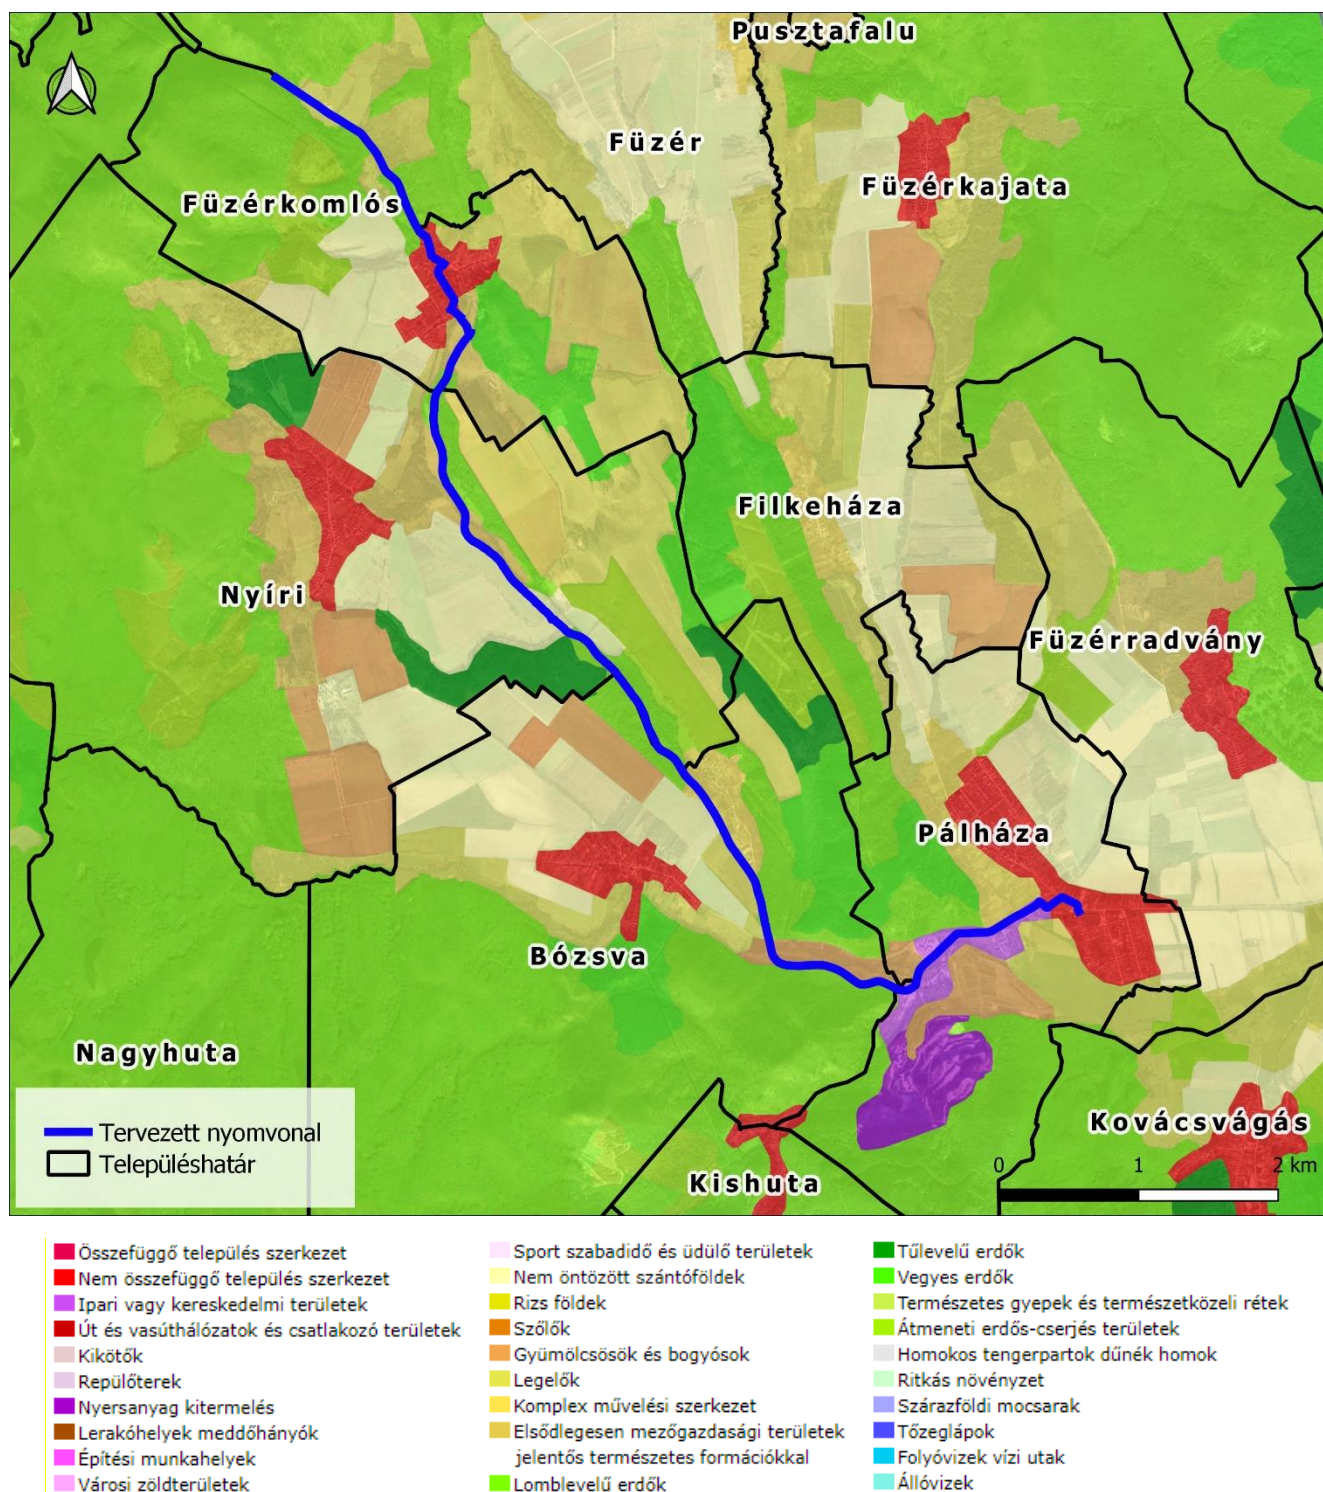 Pusztafalu
Füzér
Füzérkajata
Füzérkomlós
Filkeháza
Nyíri
Füzérradvány
Pálháza
Bózsva
Nagyhuta
Kovácsvágás
Kishuta
Tervezett nyomvonal
Településhatár
0 1 2 km
Összefüggő település szerkezet
Nem összefüggő település szerkezet
Ipari vagy kereskedelmi területek
Út és vasúthálózatok és csatlakozó területek
Kikötők
Repülőterek
Nyersanyag kitermelés
Lerakóhelyek meddőhányók
Építési munkahelyek
Városi zöldterületek
Sport szabadidő és üdülő területek
Nem öntözött szántóföldek
Rizs földek
Szőlők
Gyümölcsösök és bogyósok
Legelők
Komplex művelési szerkezet
Elsődlegesen mezőgazdasági területek
jelentős természetes formációkkal
Lomblevelű erdők
Tűlevelű erdők
Vegyes erdők
Természetes gyepek és természetközeli rétek
Átmeneti erdős-cserjés területek
Homokos tengerpartok dűnék homok
Ritkás növényzet
Szárazföldi mocsarak
Tőzeglápok
Folyóvizek vízi utak
Állóvizek